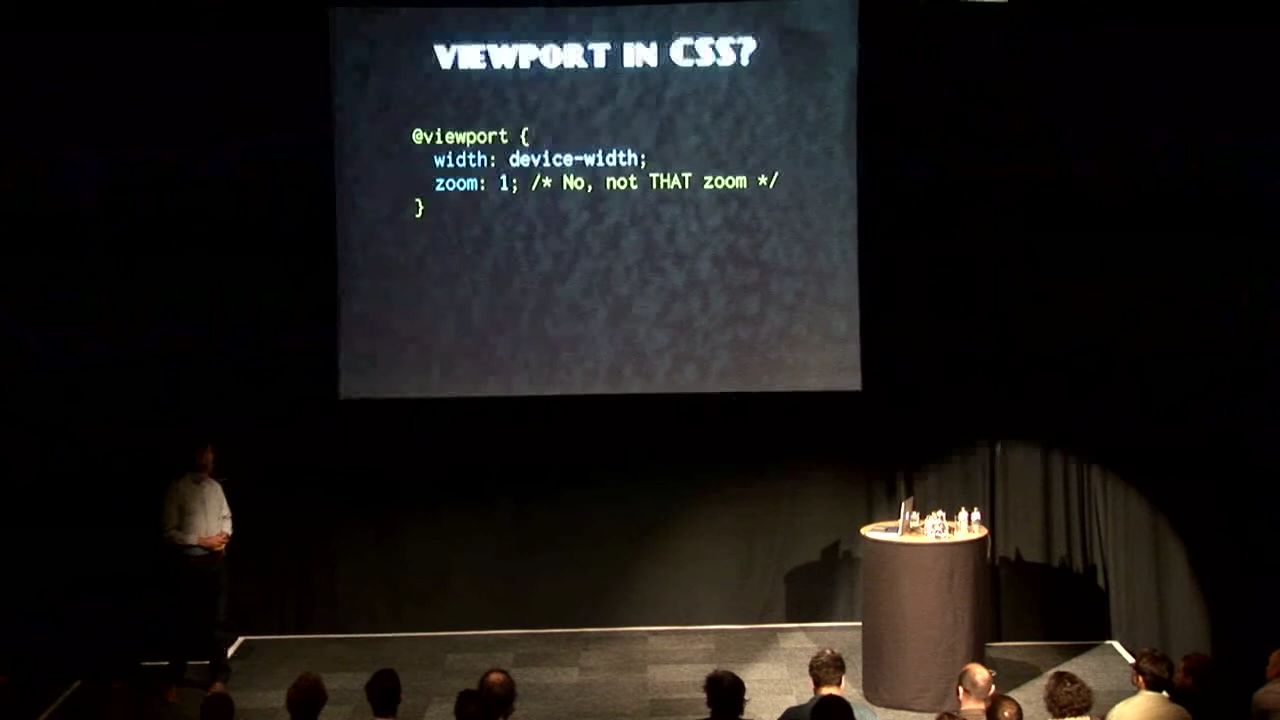 VIEWPORT IN CSS?
@viewport {
width: device-width;
zoom: 1; /* No, not THAT zoom */
}